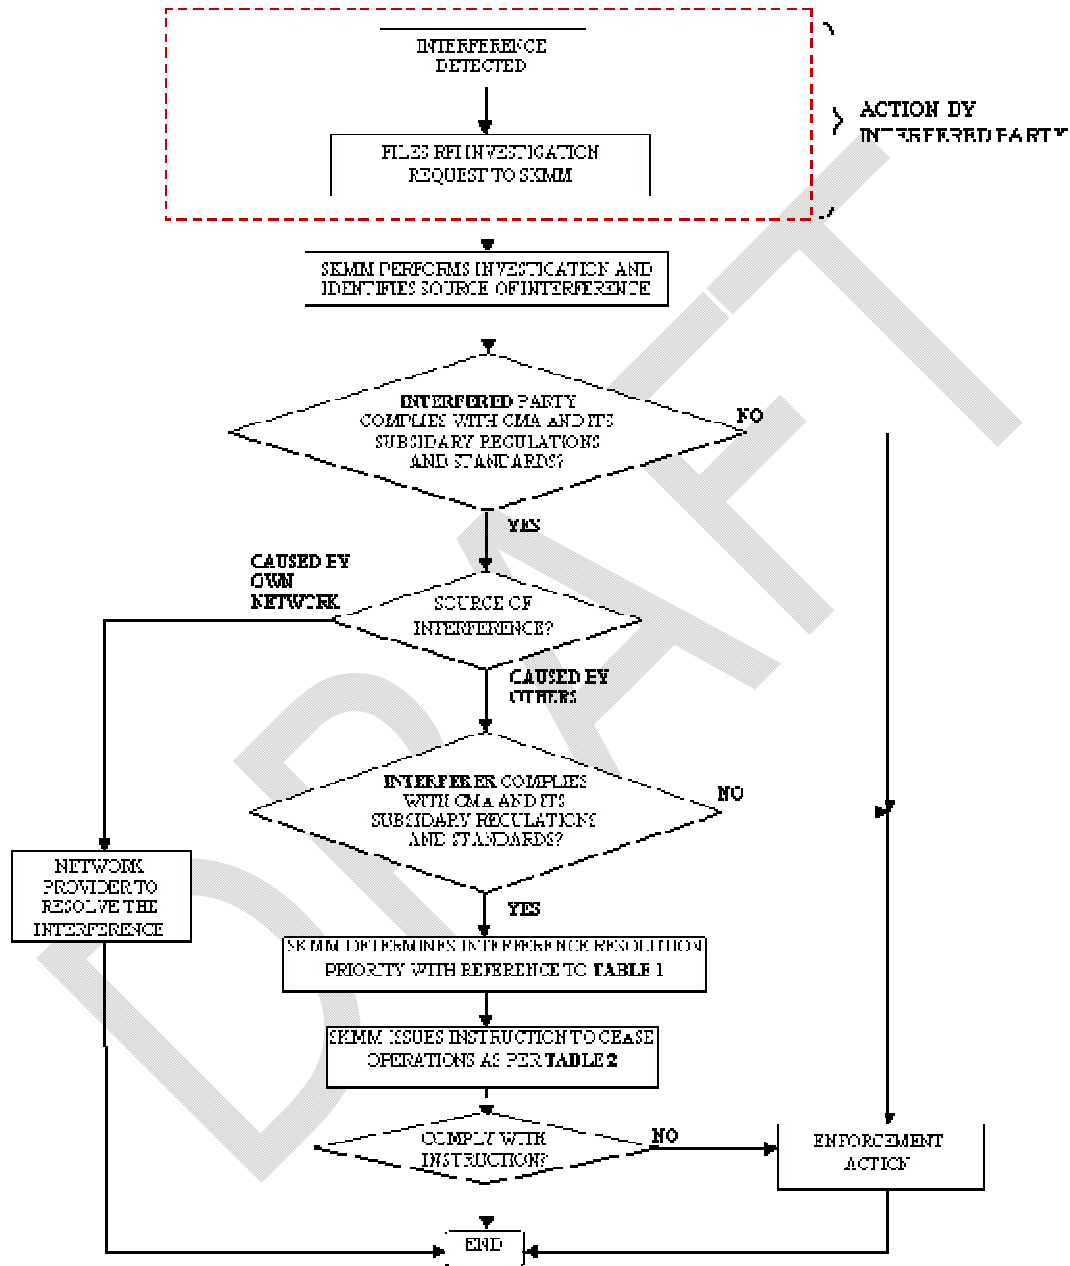 INTERFERENCE
DETECTED
ACTION BY
INTERFERED PARTY
FILES RFI INVESTIGATION
REQUEST TO SKMM
SKMM PERFORMS INVESTIGATION AND
IDENTIFIES SOURCE OF INTERFERENCE
INTERFERED PARTY
COMPLIES WITH CMA AND ITS
SUBSIDARY REGULATIONS
AND STANDARDS?
NO
YES
CAUSED BY
OWN
NETWORK
SOURCE OF
INTERFERENCE?
CAUSED BY
OTHERS
INTERFERER COMPLIES
WITH CMA AND ITS
SUBSIDARY REGULATIONS
AND STANDARDS?
NO
NETWORK
PROVIDER TO
RESOLVE THE
INTERFERENCE
YES
SKMM DETERMINES INTERFERENCE RESOLUTION
PRIORITY WITH REFERENCE TO TABLE 1
SKMM ISSUES INSTRUCTION TO CEASE
OPERATIONS AS PER TABLE 2
COMPLY WITH
INSTRUCTION?
NO
ENFORCEMENT
ACTION
END
DRAFT